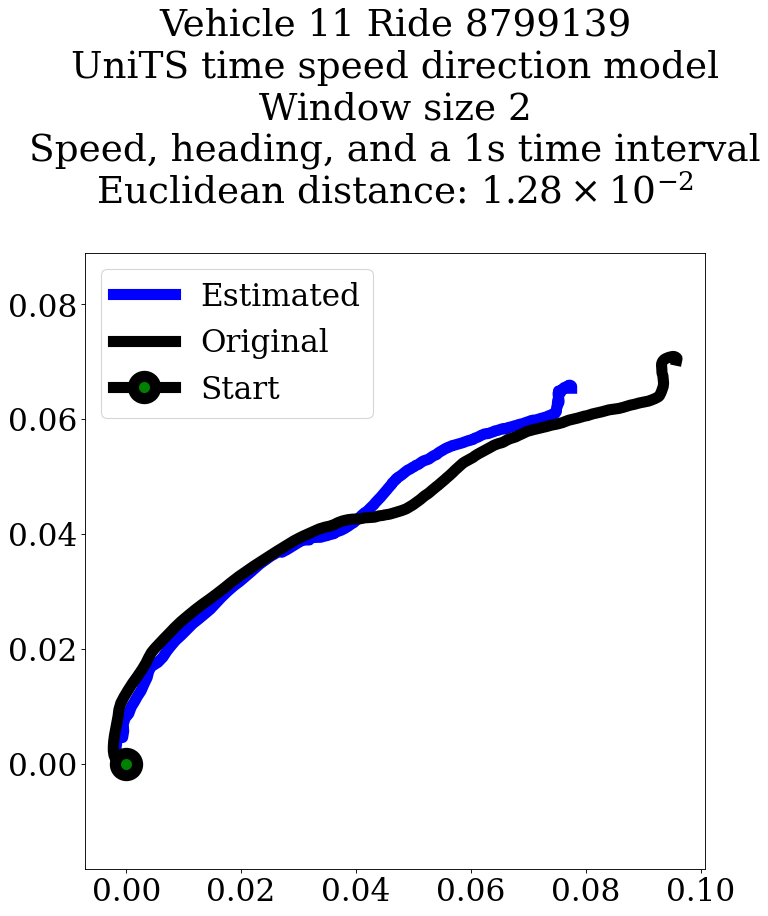 Vehicle 11 Ride 8799139
UniTS time speed direction model
Window size 2
Speed, heading, and a 1s time interval
Euclidean distance: 1.28 × 10⁻²
Estimated
Original
Start
0.08
0.06
0.04
0.02
0.00
0.00 0.02 0.04 0.06 0.08 0.10